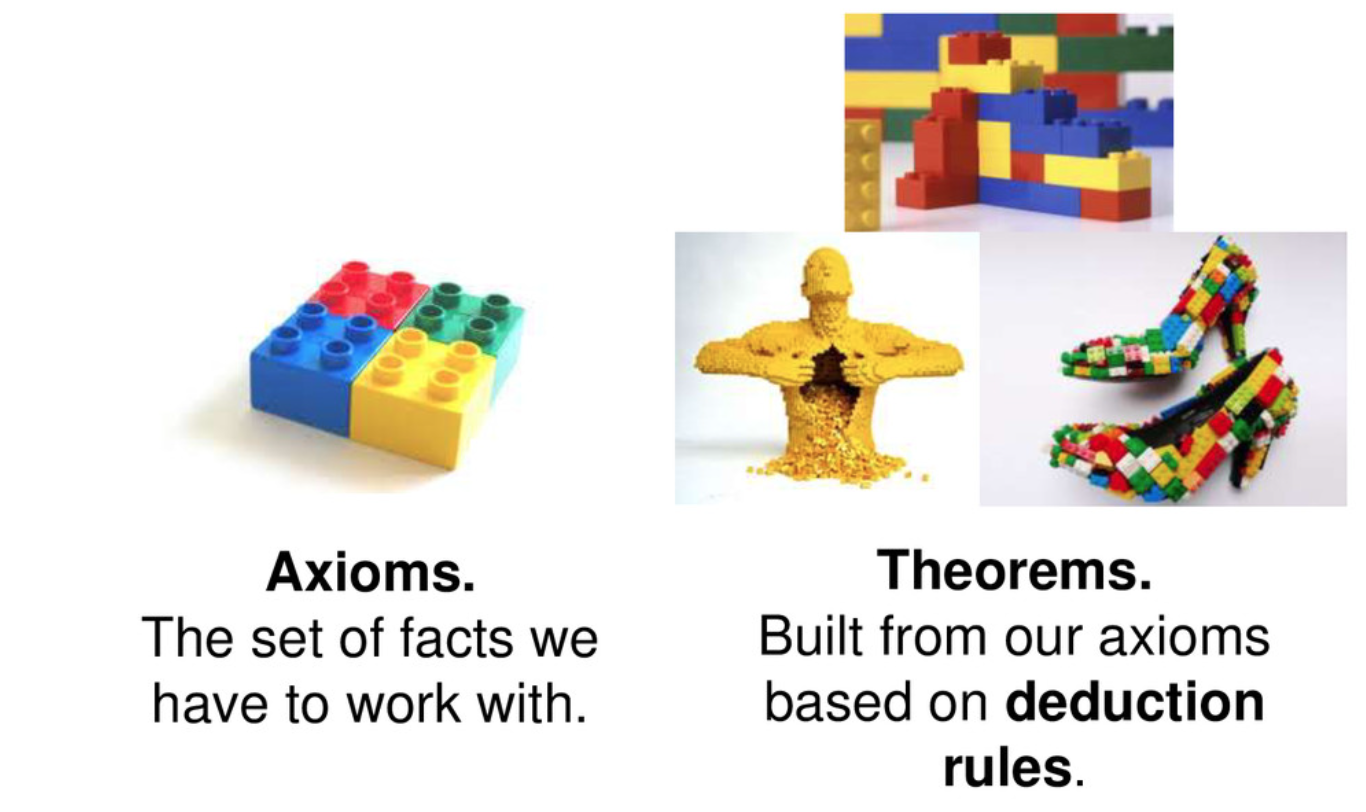 Axioms.
The set of facts we
have to work with.
Theorems.
Built from our axioms
based on deduction
rules.